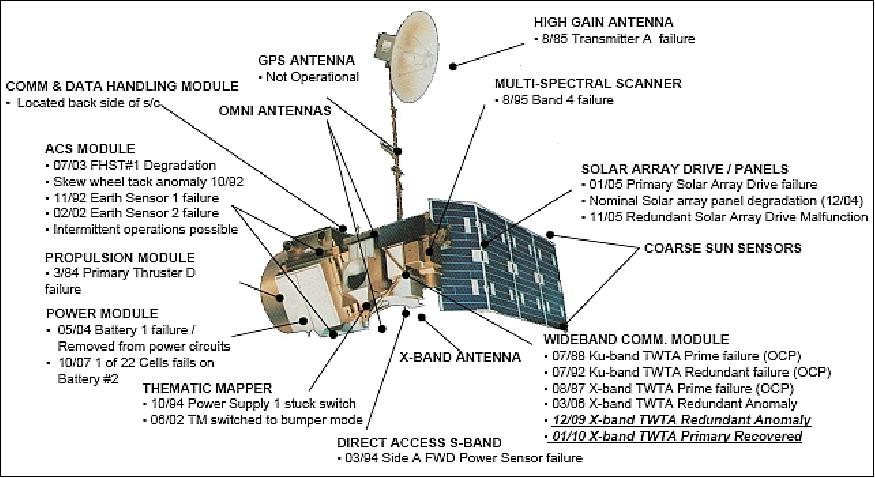 HIGH GAIN ANTENNA
- 8/85 Transmitter A failure
GPS ANTENNA
- Not Operational
COMM & DATA HANDLING MODULE
- Located back side of s/c
OMNI ANTENNAS
MULTI-SPECTRAL SCANNER
- 8/95 Band 4 failure
ACS MODULE
- 07/03 FHST#1 Degradation
- Skew wheel tack anomaly 10/92
- 11/92 Earth Sensor 1 failure
- 02/02 Earth Sensor 2 failure
- Intermittent operations possible
SOLAR ARRAY DRIVE / PANELS
- 01/05 Primary Solar Array Drive failure
- Nominal Solar array panel degradation (12/04)
- 11/05 Redundant Solar Array Drive Malfunction
COARSE SUN SENSORS
PROPULSION MODULE
- 3/84 Primary Thruster D
failure
POWER MODULE
- 05/04 Battery 1 failure /
Removed from power circuits
- 10/07 1 of 22 Cells fails on
Battery #2
X-BAND ANTENNA
WIDEBAND COMM. MODULE
- 07/88 Ku-band TWTA Prime failure (OCP)
- 07/92 Ku-band TWTA Redundant failure (OCP)
- 08/87 X-band TWTA Prime failure (OCP)
- 03/06 X-band TWTA Redundant Anomaly
- 12/09 X-band TWTA Redundant Anomaly
- 01/10 X-band TWTA Primary Recovered
THEMATIC MAPPER
- 10/94 Power Supply 1 stuck switch
- 06/02 TM switched to bumper mode
DIRECT ACCESS S-BAND
- 03/94 Side A FWD Power Sensor failure